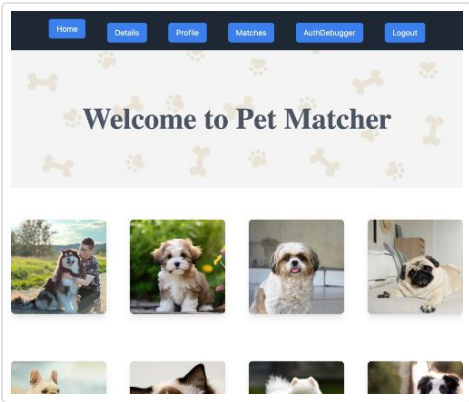 Home
Details
Profile
Matches
AuthDebugger
Logout
Welcome to Pet Matcher